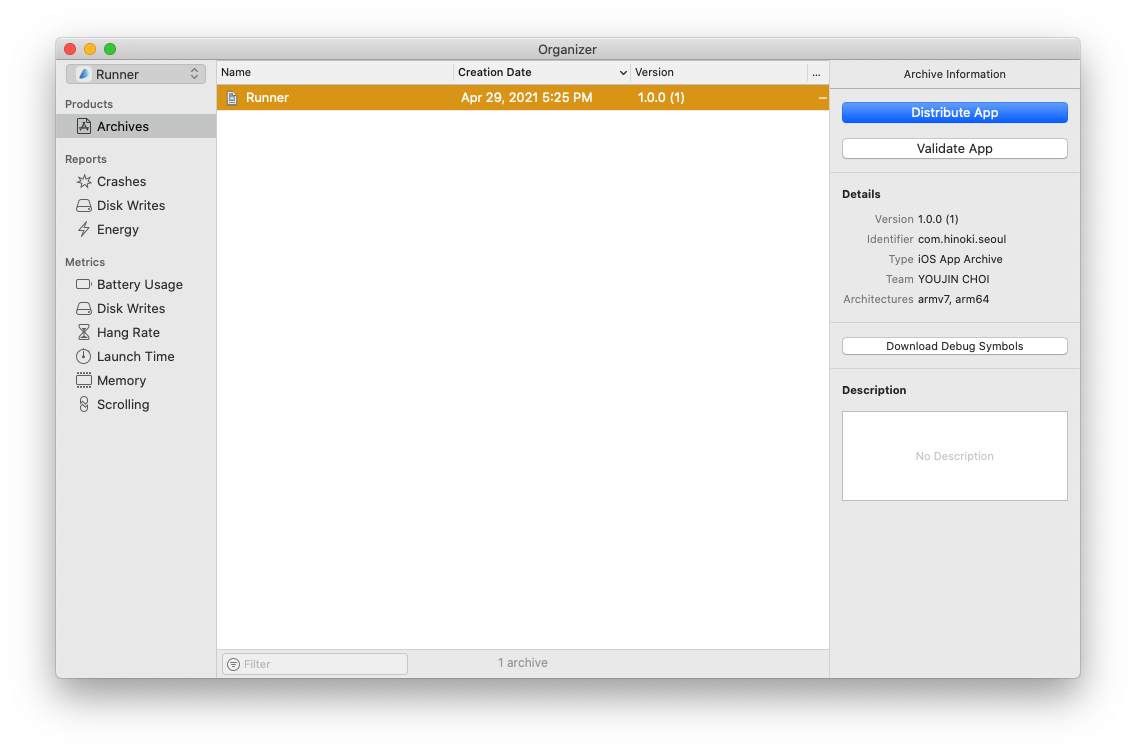 Organizer
Runner
Products
Archives
Reports
Crashes
Disk Writes
Energy
Metrics
Battery Usage
Disk Writes
Hang Rate
Launch Time
Memory
Scrolling
Name Creation Date Version ...
Runner Apr 29, 2021 5:25 PM 1.0.0 (1) --
Filter
1 archive
Archive Information
Distribute App
Validate App
Details
Version 1.0.0 (1)
Identifier com.hinoki.seoul
Type iOS App Archive
Team YOUJIN CHOI
Architectures armv7, arm64
Download Debug Symbols
Description
No Description